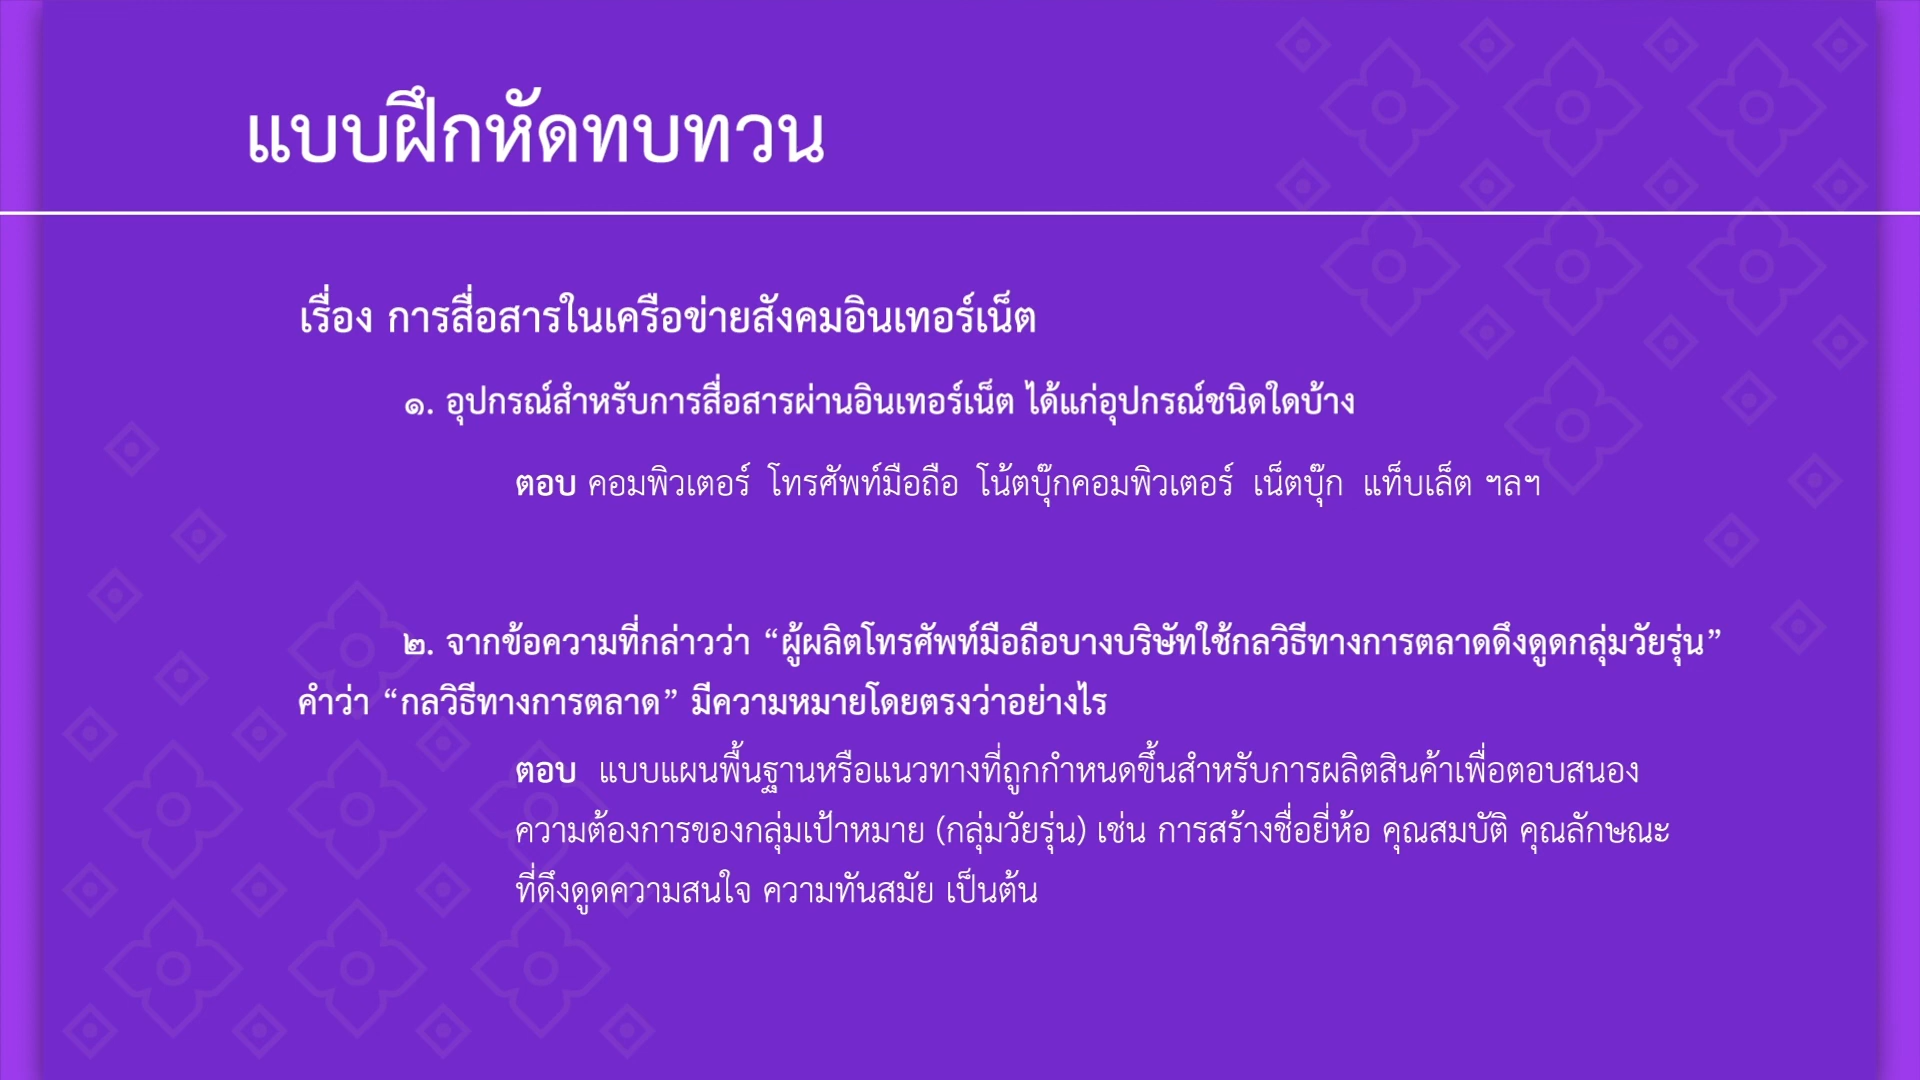 แบบฝึกหัดทบทวน
เรื่อง การสื่อสารในเครือข่ายสังคมอินเทอร์เน็ต
๑. อุปกรณ์สำหรับการสื่อสารผ่านอินเทอร์เน็ต ได้แก่อุปกรณ์ชนิดใดบ้าง
ตอบ คอมพิวเตอร์ โทรศัพท์มือถือ โน้ตบุ๊กคอมพิวเตอร์ เน็ตบุ๊ก แท็บเล็ต ฯลฯ
๒. จากข้อความที่กล่าวว่า “ผู้ผลิตโทรศัพท์มือถือบางบริษัทใช้กลวิธีทางการตลาดดึงดูดกลุ่มวัยรุ่น”
คำว่า “กลวิธีทางการตลาด” มีความหมายโดยตรงว่าอย่างไร
ตอบ แบบแผนพื้นฐานหรือแนวทางที่ถูกกำหนดขึ้นสำหรับการผลิตสินค้าเพื่อตอบสนอง
ความต้องการของกลุ่มเป้าหมาย (กลุ่มวัยรุ่น) เช่น การสร้างชื่อยี่ห้อ คุณสมบัติ คุณลักษณะ
ที่ดึงดูดความสนใจ ความทันสมัย เป็นต้น